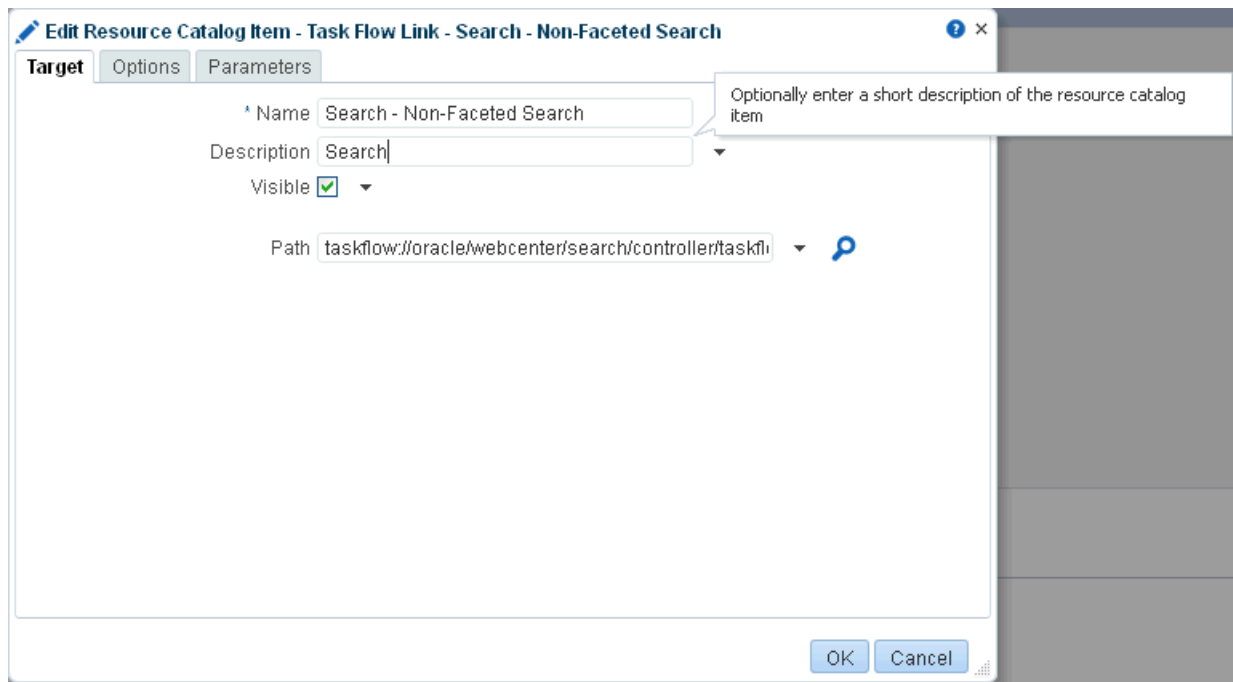 Edit Resource Catalog Item - Task Flow Link - Search - Non-Faceted Search
Target Options Parameters
* Name Search - Non-Faceted Search
Optionally enter a short description of the resource catalog
item
Description Search
Visible
Path taskflow://oracle/webcenter/search/controller/taskfl
OK Cancel